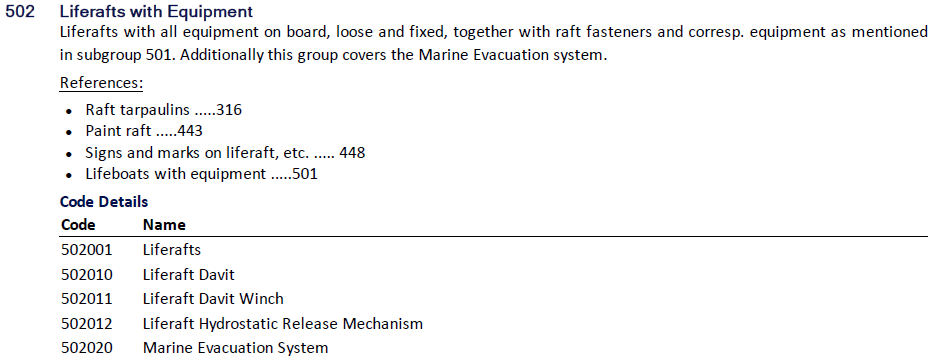 502 Liferafts with Equipment
Liferafts with all equipment on board, loose and fixed, together with raft fasteners and corresp. equipment as mentioned
in subgroup 501. Additionally this group covers the Marine Evacuation system.
References:
• Raft tarpaulins .....316
• Paint raft .....443
• Signs and marks on liferaft, etc. ..... 448
• Lifeboats with equipment .....501
Code Details
Code Name
502001 Liferafts
502010 Liferaft Davit
502011 Liferaft Davit Winch
502012 Liferaft Hydrostatic Release Mechanism
502020 Marine Evacuation System